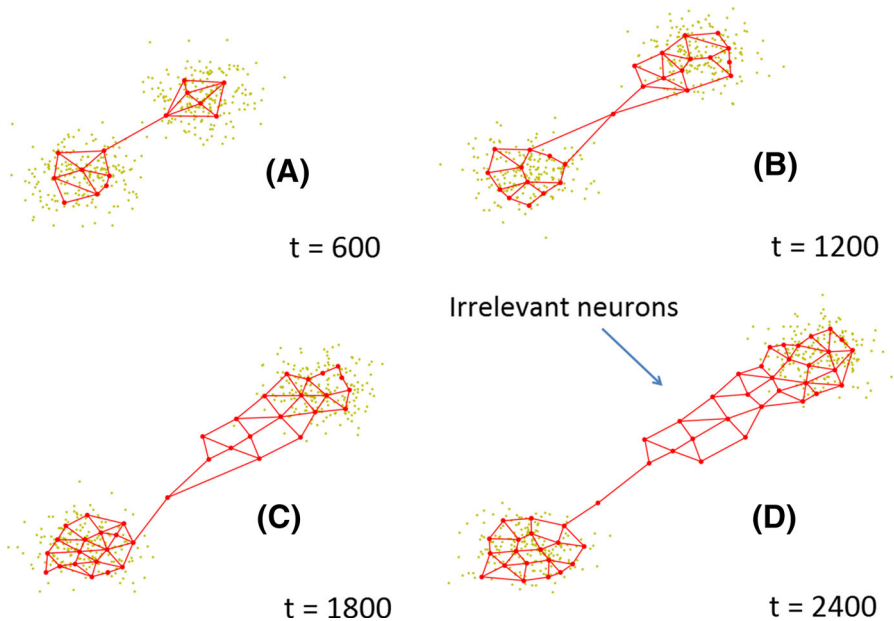 (A)
t = 600
(B)
t = 1200
Irrelevant neurons
(C)
t = 1800
(D)
t = 2400